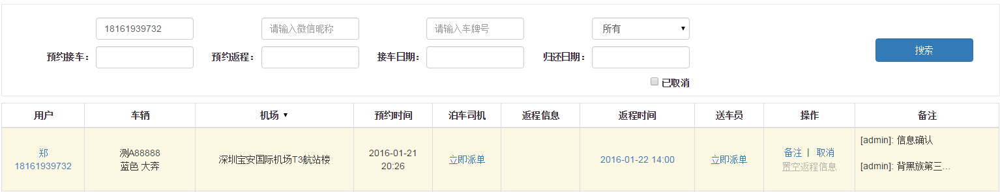 18161939732 请输入微信昵称 请输入车牌号 所有
预约接车： 预约返程： 接车日期： 归还日期： 搜索
已取消
用户 车辆 机场 预约时间 泊车司机 返程信息 返程时间 送车员 操作 备注
郑
18161939732
测A88888
蓝色 大奔
深圳宝安国际机场T3航站楼
2016-01-21
20:26
立即派单
2016-01-22 14:00
立即派单
备注 | 取消
置空返程信息
[admin]: 信息确认
[admin]: 背黑族第三...